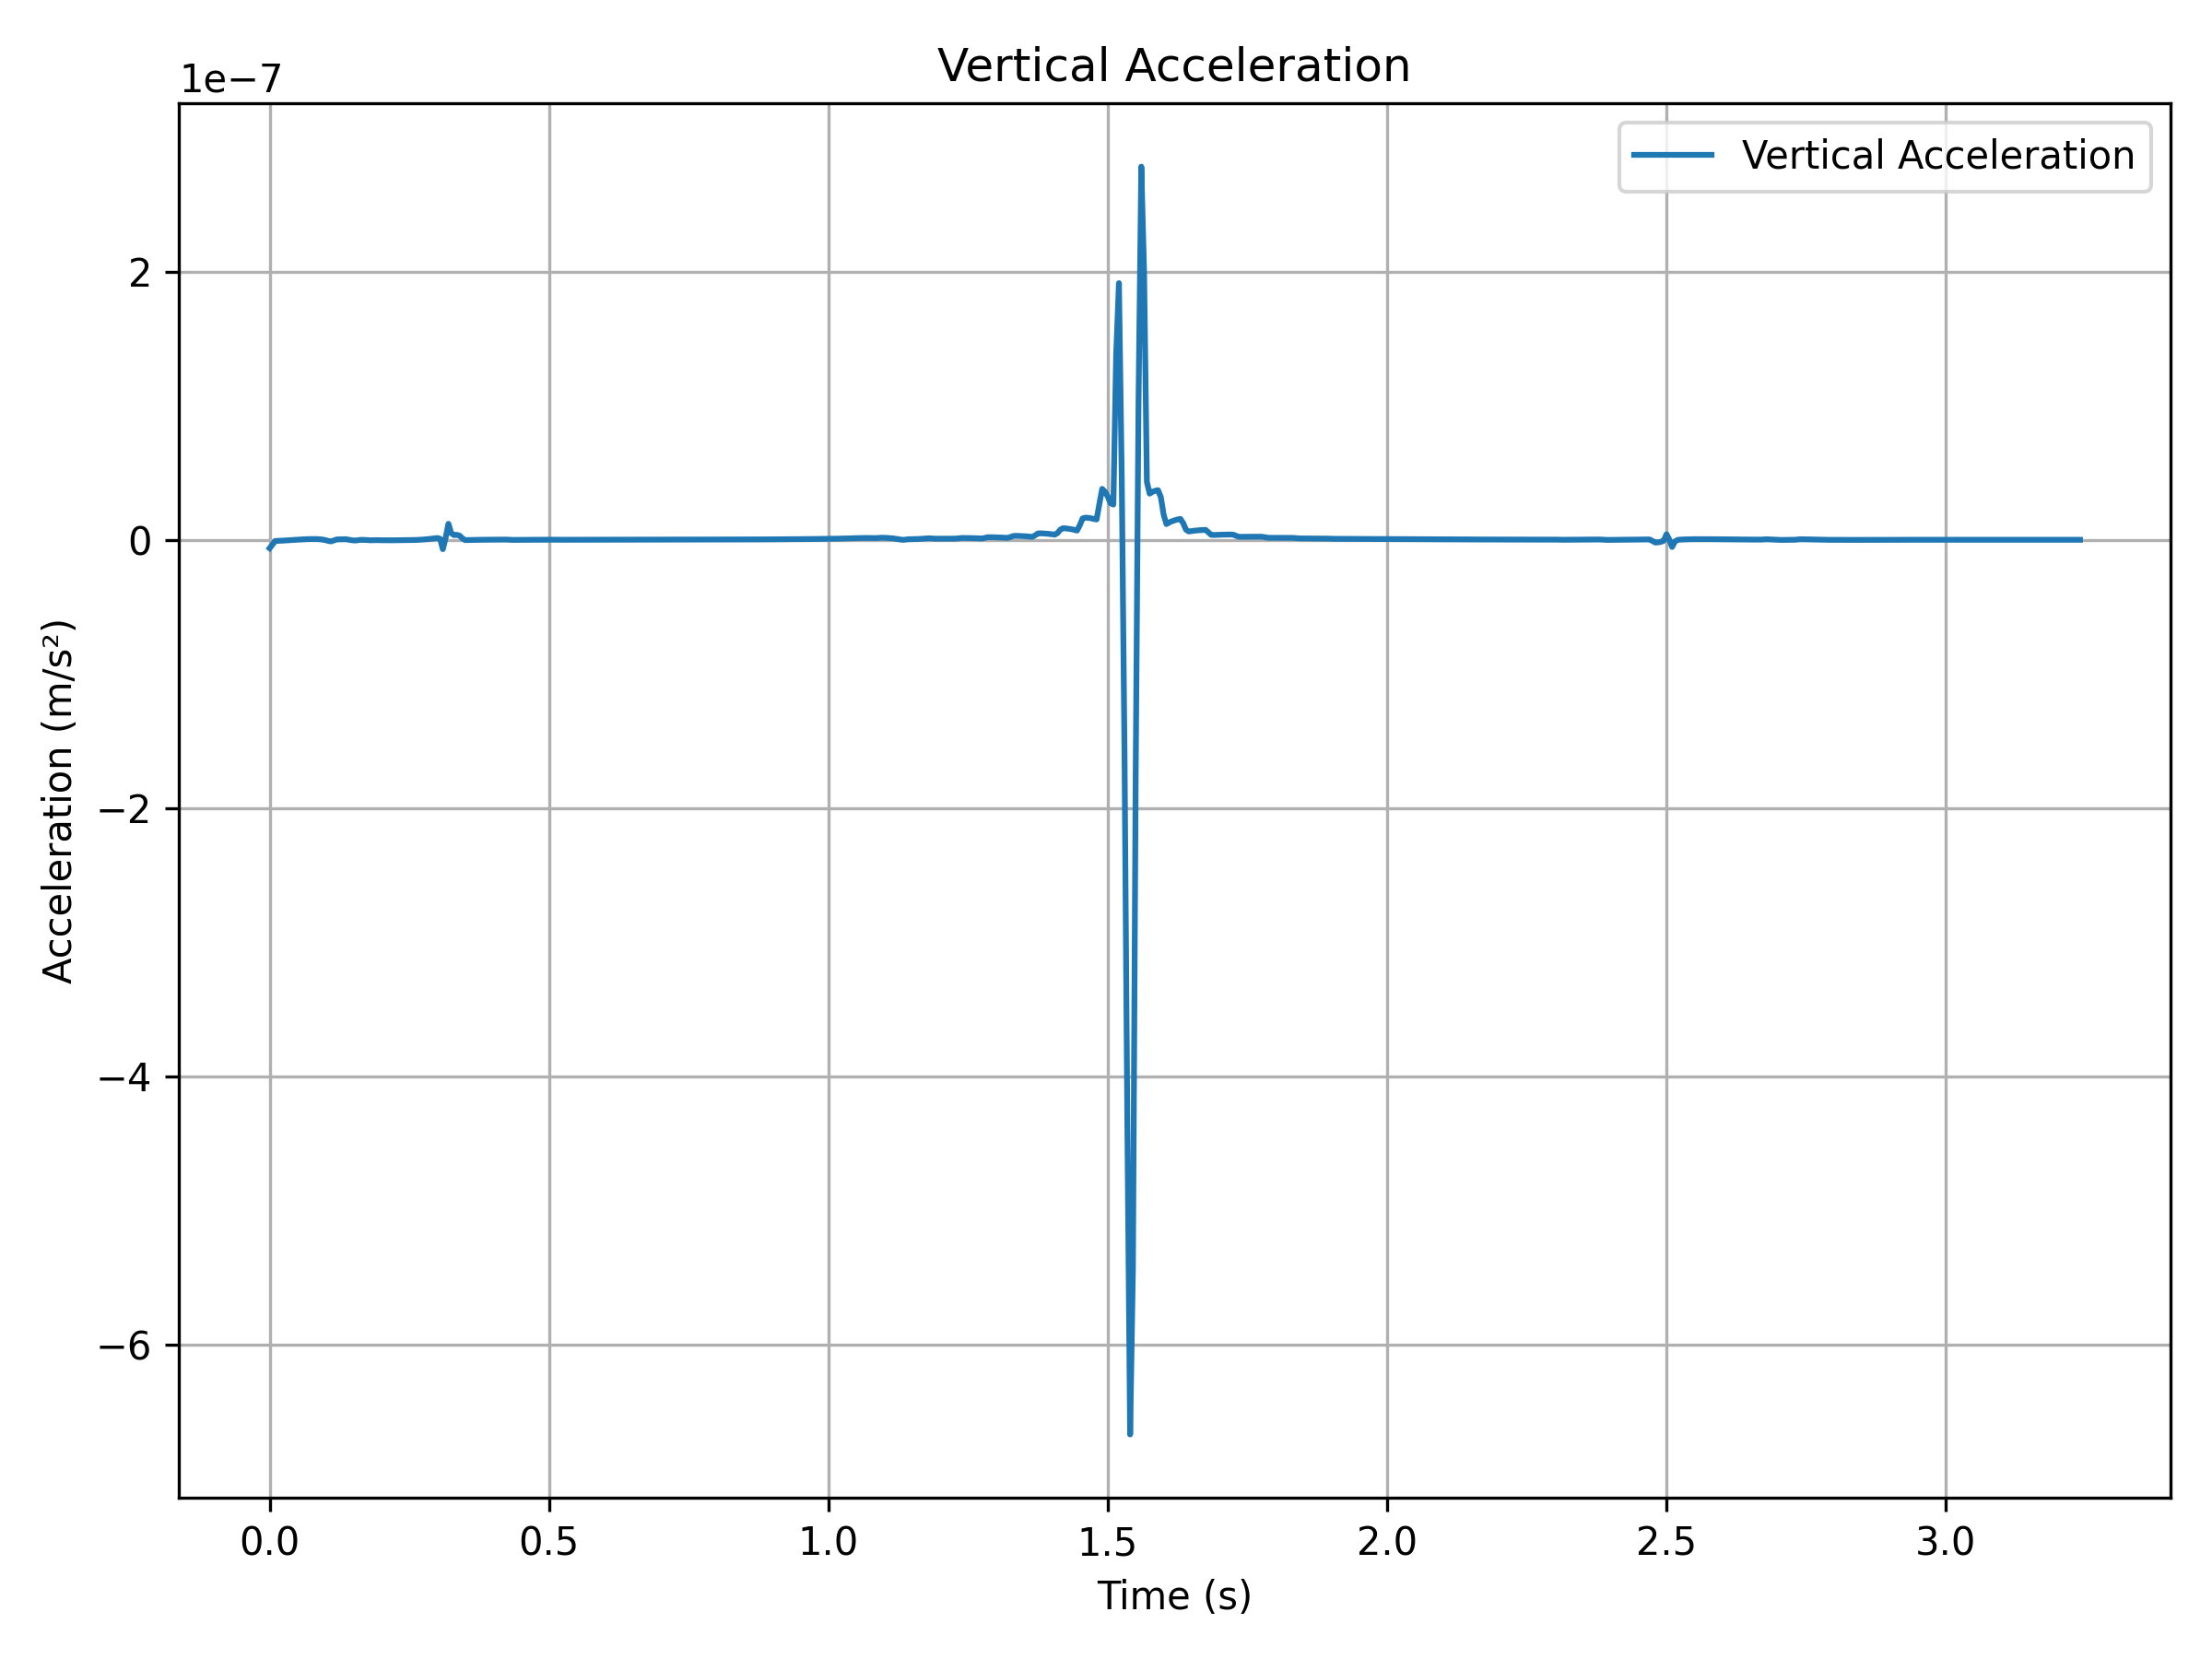 Vertical Acceleration
1e−7
Vertical Acceleration
2
0
−2
−4
−6
Acceleration (m/s²)
0.0 0.5 1.0 1.5 2.0 2.5 3.0
Time (s)